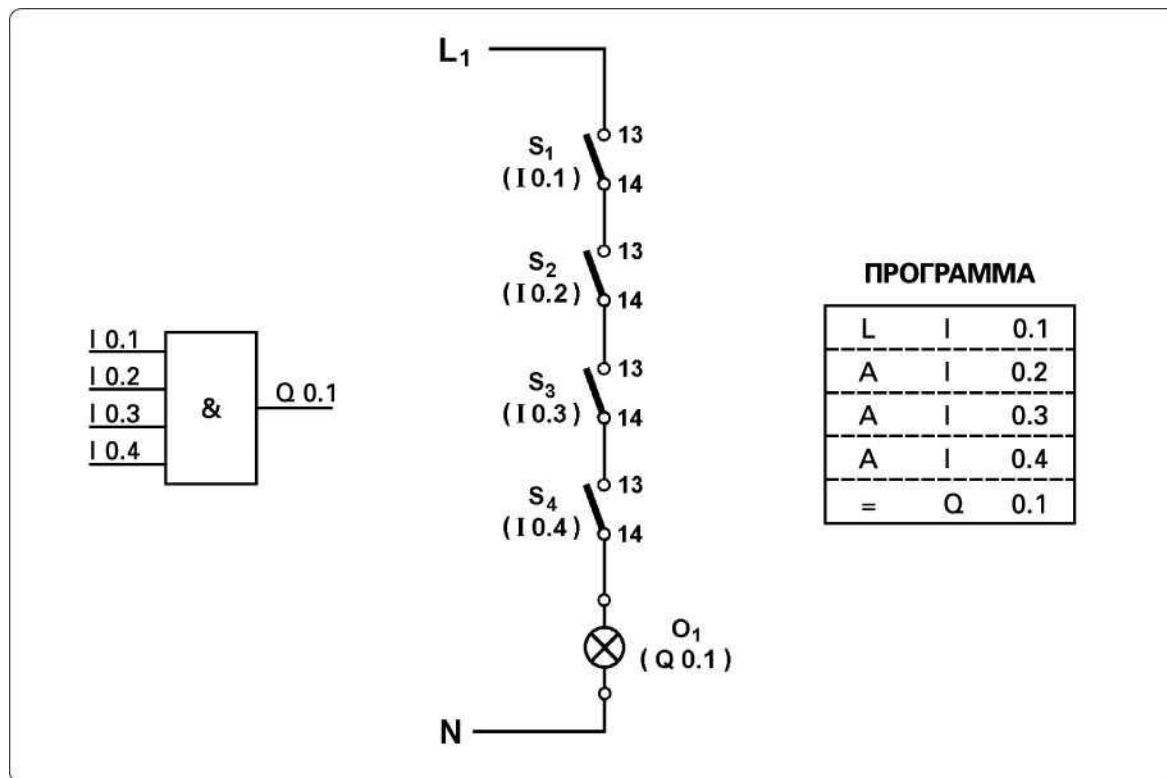 L₁
S₁
(I 0.1)
13
14
S₂
(I 0.2)
13
14
S₃
(I 0.3)
13
14
S₄
(I 0.4)
13
14
O₁
(Q 0.1)
N
I 0.1
I 0.2
I 0.3
I 0.4
&
Q 0.1
ПРОГРАММА
L I 0.1
A I 0.2
A I 0.3
A I 0.4
= Q 0.1